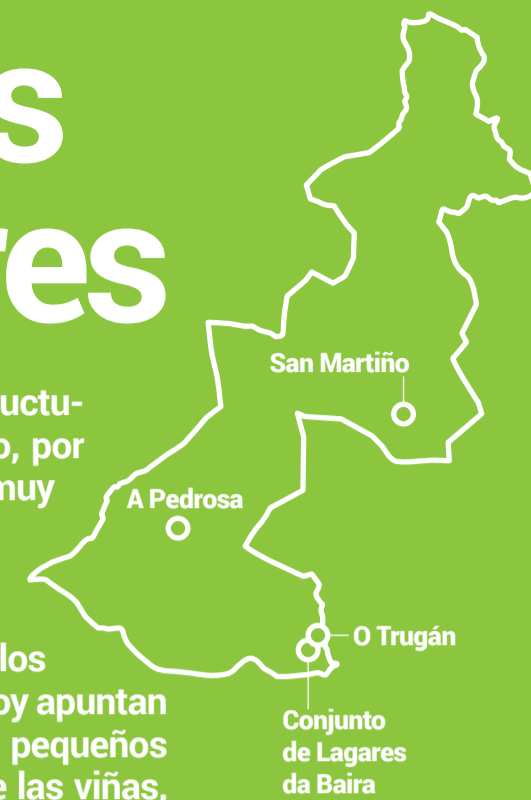 s
res
San Martiño
uctu-
o, por
muy
A Pedrosa
O Trugán
los
oy apuntan
pequeños
e las viñas,
Conjunto
de Lagares
da Baira